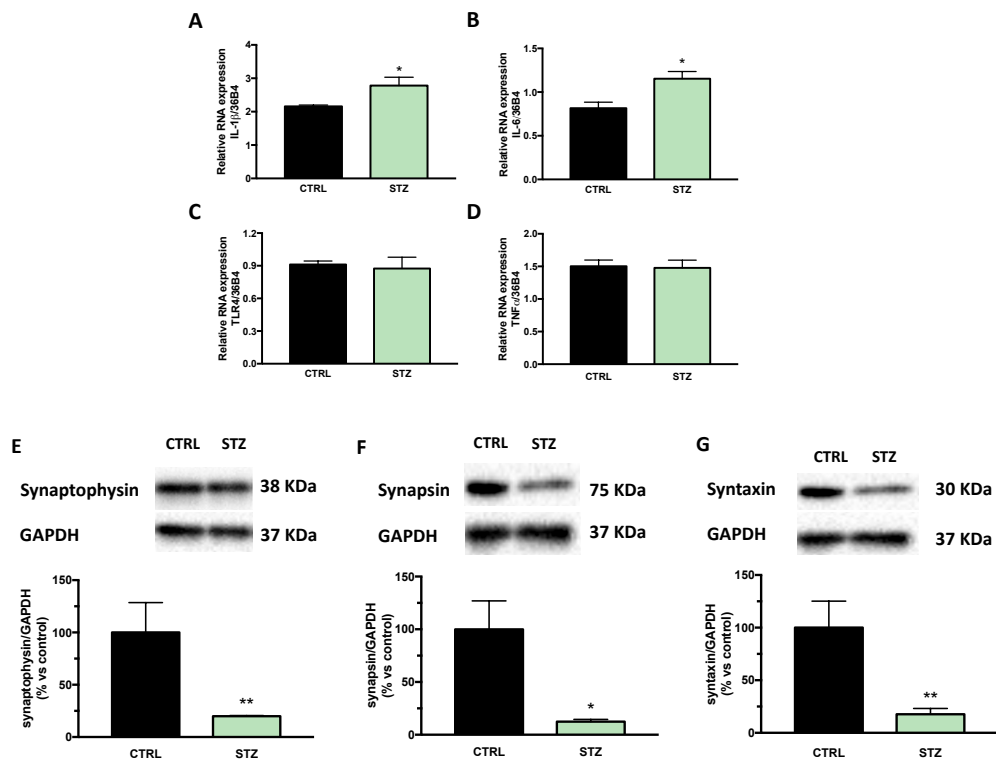 A
Relative RNA expression
IL-1β/36B4
4
3
2
1
0
*
CTRL
STZ
B
Relative RNA expression
IL-6/36B4
1.5
1.0
0.5
0.0
*
CTRL
STZ
C
Relative RNA expression
TLR4/36B4
1.2
0.9
0.6
0.3
0.0
CTRL
STZ
D
Relative RNA expression
TNFα/36B4
2.0
1.5
1.0
0.5
0.0
CTRL
STZ
E
CTRL STZ
Synaptophysin 38 KDa
GAPDH 37 KDa
synaptophysin/GAPDH
(% vs control)
150
100
50
25
0
**
CTRL
STZ
F
CTRL STZ
Synapsin 75 KDa
GAPDH 37 KDa
synapsin/GAPDH
(% vs control)
150
100
50
25
0
*
CTRL
STZ
G
CTRL STZ
Syntaxin 30 KDa
GAPDH 37 KDa
syntaxin/GAPDH
(% vs control)
150
100
50
25
0
**
CTRL
STZ